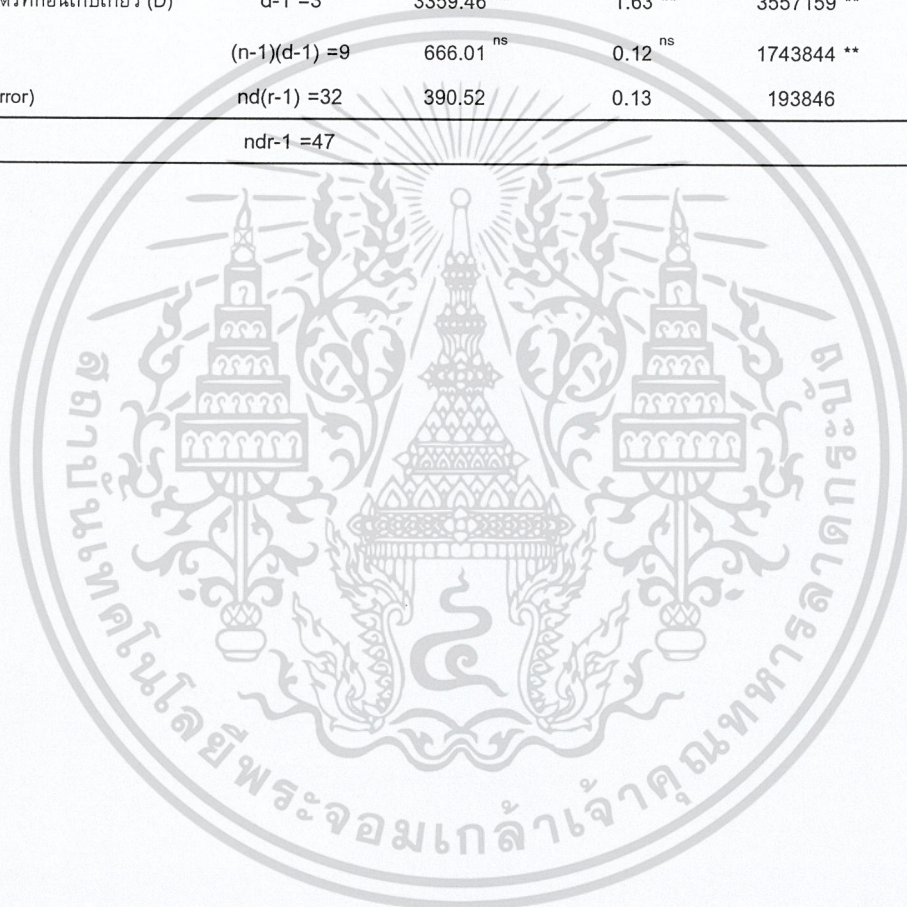 (D) d-1 =3 3359.46 1.63 3557159
(n-1)(d-1) =9 666.01 ns 0.12 ns 1743844 **
rror) nd(r-1) =32 390.52 0.13 193846
ndr-1 =47
สถาบันเทคโนโลยีพระจอมเกล้าเจ้าคุณทหารลาดกระบัง